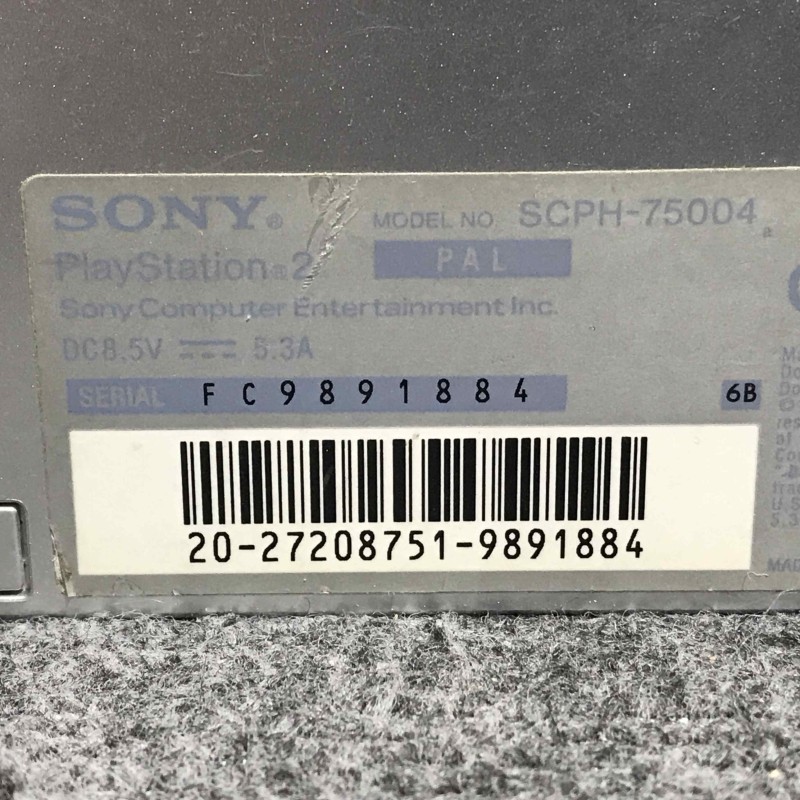 SONY®
MODEL NO. SCPH-75004
a
PlayStation®2
PAL
Sony Computer Entertainment Inc.
DC8.5V ⎓ 5.3A
SERIAL FC9891884
6B
20-27208751-9891884